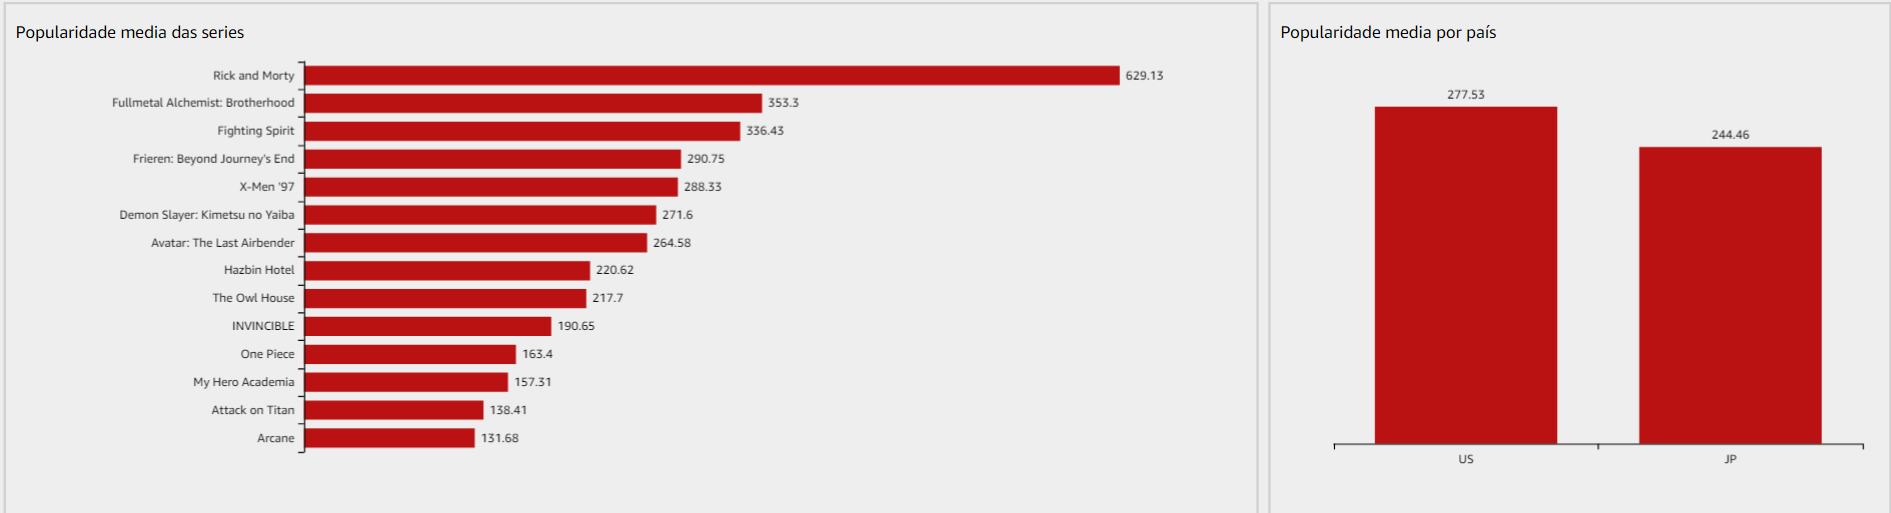 Popularidade media das series
Rick and Morty 629.13
Fullmetal Alchemist: Brotherhood 353.3
Fighting Spirit 336.43
Frieren: Beyond Journey's End 290.75
X-Men '97 288.33
Demon Slayer: Kimetsu no Yaiba 271.6
Avatar: The Last Airbender 264.58
Hazbin Hotel 220.62
The Owl House 217.7
INVINCIBLE 190.65
One Piece 163.4
My Hero Academia 157.31
Attack on Titan 138.41
Arcane 131.68
Popularidade media por país
277.53
244.46
US JP